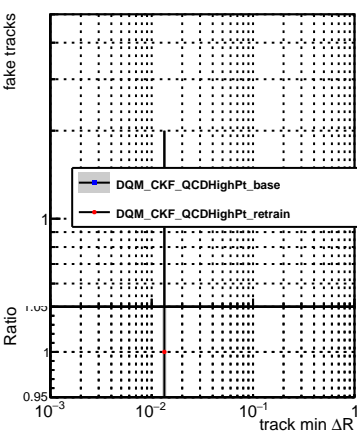 fake tracks
DQM_CKF_QCDHighPt_base
DQM_CKF_QCDHighPt_retrain
1
Ratio
1.05
1
0.95
10⁻³ 10⁻² 10⁻¹ 1
track min ΔR